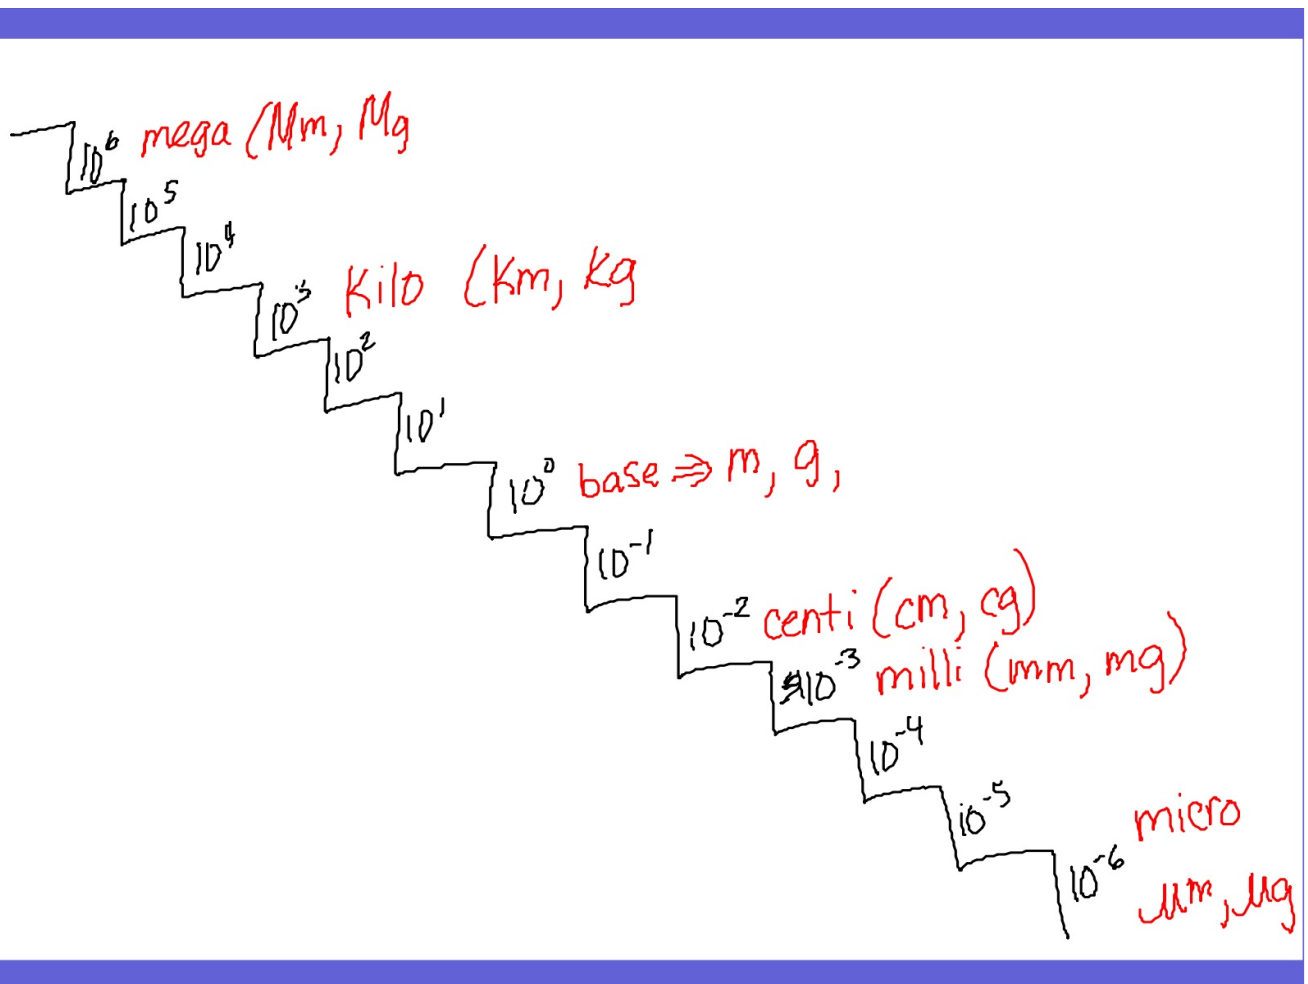 10⁶ mega (Mm, Mg
10⁵
10⁴
10³ Kilo (Km, kg
10²
10¹
10⁰ base ⇒ m, g,
10⁻¹
10⁻² centi (cm, cg)
10⁻³ milli (mm, mg)
10⁻⁴
10⁻⁵
micro
10⁻⁶
μm, μg